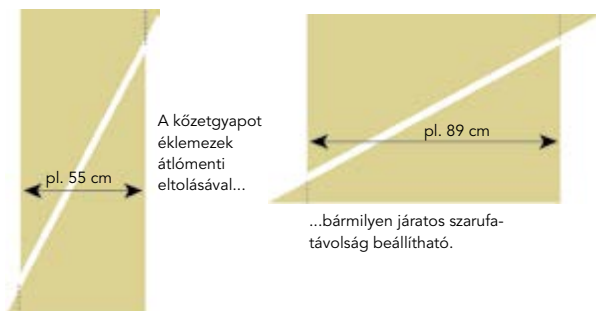 A kőzetgyapot
éklemezek
átlómenti
eltolásával...
pl. 55 cm
pl. 89 cm
...bármilyen járatos szarufa-
távolság beállítható.